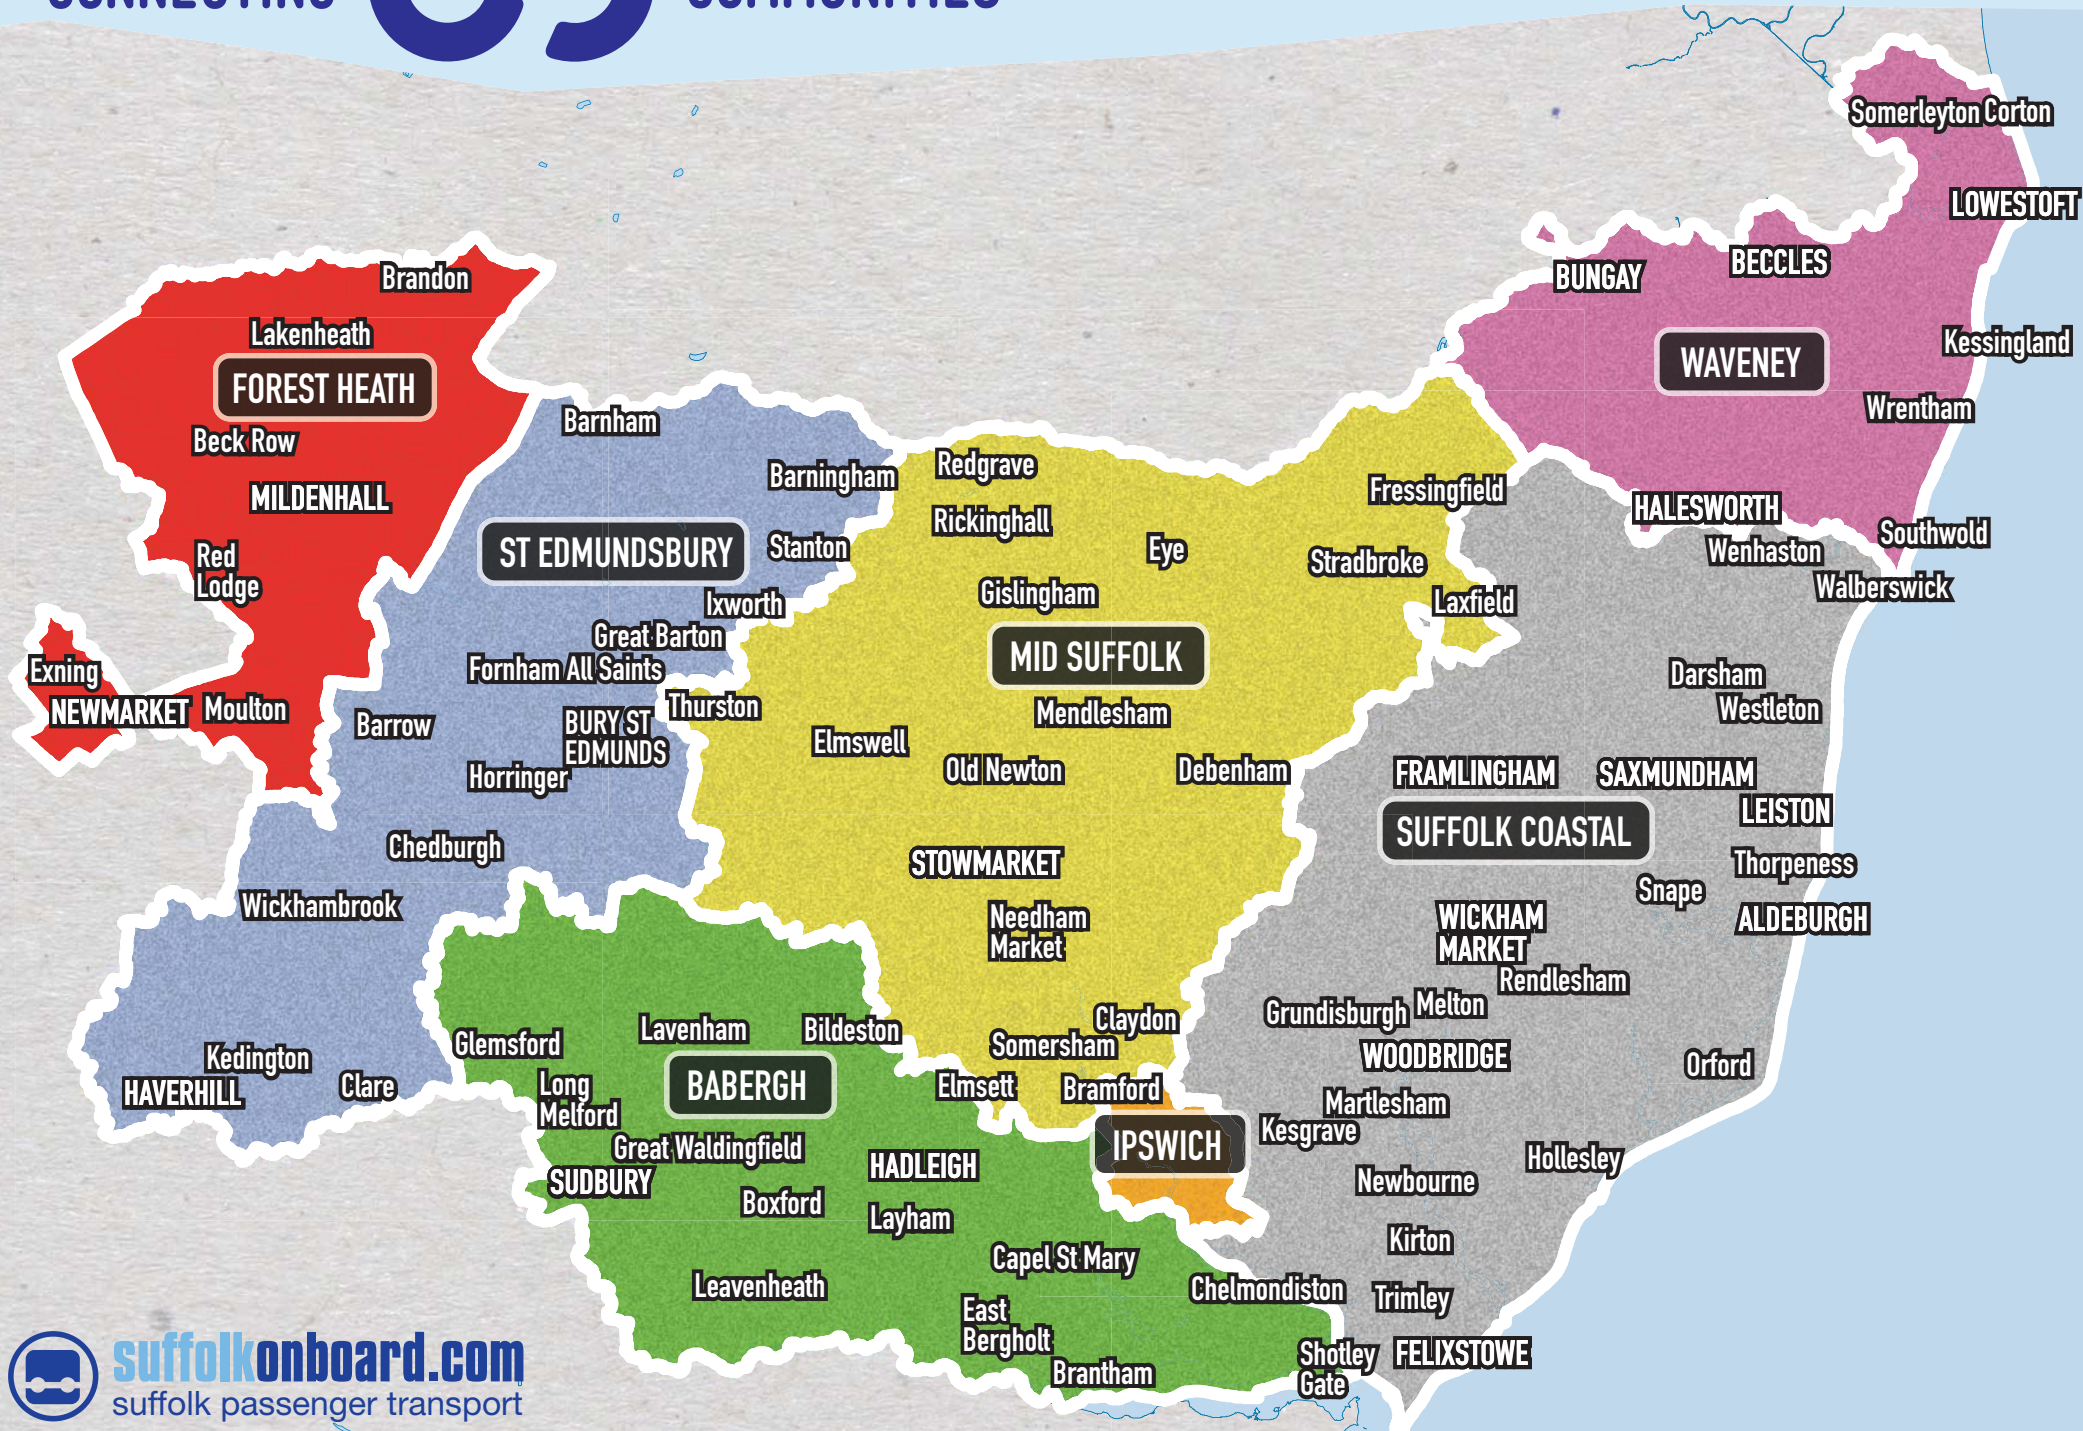 CONNECTING
COMMUNITIES
Somerleyton Corton
LOWESTOFT
BUNGAY
BECCLES
WAVENEY
Kessingland
Wrentham
HALESWORTH
Southwold
Brandon
Lakenheath
FOREST HEATH
Beck Row
MILDENHALL
Red
Lodge
Exning
NEWMARKET
Moulton
Barnham
Barningham
ST EDMUNDSBURY
Stanton
Ixworth
Great Barton
Fornham All Saints
Barrow
BURY ST
EDMUNDS
Horringer
Chedburgh
Wickhambrook
Kedington
HAVERHILL
Clare
Redgrave
Rickinghall
Eye
Fressingfield
Stradbroke
Laxfield
Gislingham
MID SUFFOLK
Thurston
Mendlesham
Elmswell
Old Newton
Debenham
STOWMARKET
Needham
Market
Claydon
Somersham
Bramford
Wenhaston
Walberswick
Darsham
Westleton
FRAMLINGHAM
SAXMUNDHAM
LEISTON
SUFFOLK COASTAL
Thorpeness
Snape
ALDEBURGH
WICKHAM
MARKET
Rendlesham
Grundisburgh
Melton
WOODBRIDGE
Orford
Martlesham
Kesgrave
Hollesley
Newbourne
Kirton
Trimley
FELIXSTOWE
Glemsford
Lavenham
Bildeston
Elmsett
BABERGH
Long
Melford
Great Waldingfield
HADLEIGH
SUDBURY
Boxford
Layham
Capel St Mary
Leavenheath
Chelmondiston
East
Bergholt
Brantham
Shotley
Gate
IPSWICH
suffolkonboard.com
suffolk passenger transport